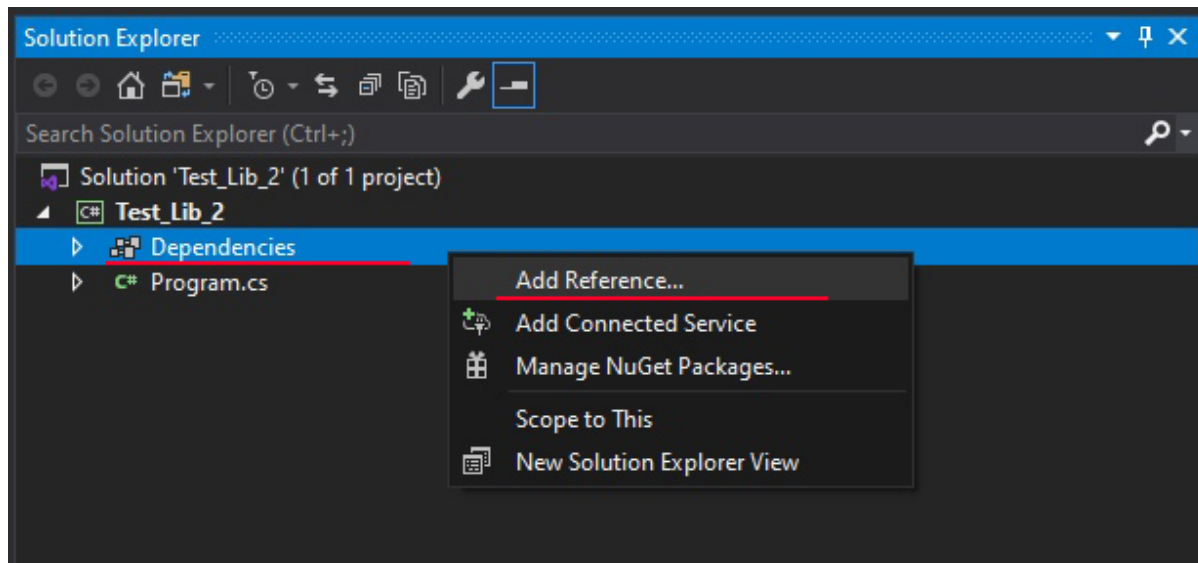 Solution Explorer
Search Solution Explorer (Ctrl+;)
Solution 'Test_Lib_2' (1 of 1 project)
C# Test_Lib_2
Dependencies
C# Program.cs
Add Reference...
Add Connected Service
Manage NuGet Packages...
Scope to This
New Solution Explorer View